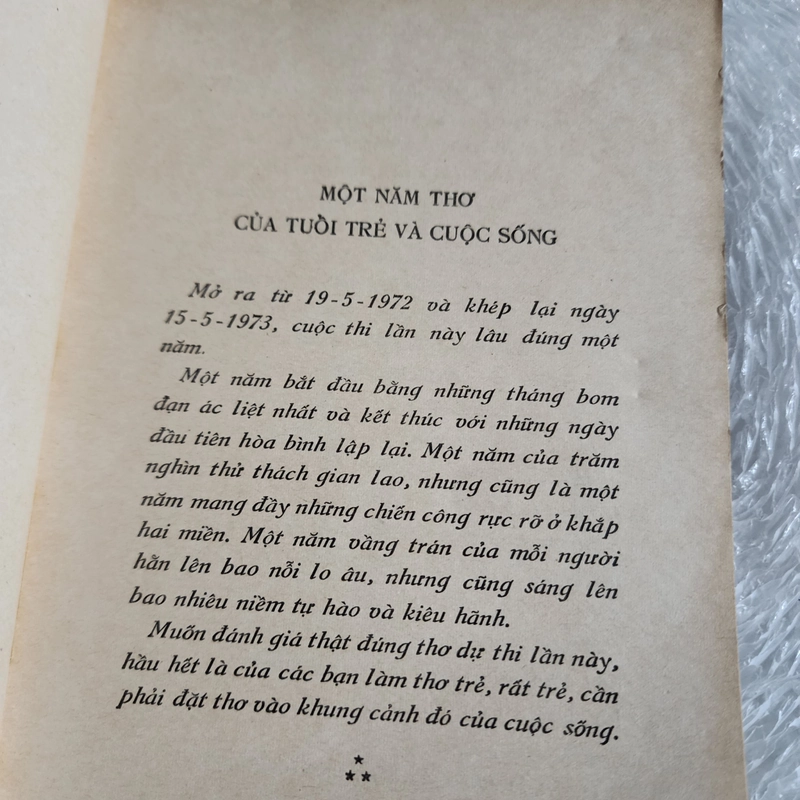 MỘT NĂM THƠ
CỦA TUỔI TRẺ VÀ CUỘC SỐNG
Mở ra từ 19-5-1972 và khép lại ngày
15-5-1973, cuộc thi lần này lâu đúng một
năm.
Một năm bắt đầu bằng những tháng bom
đạn ác liệt nhất và kết thúc với những ngày
đầu tiên hòa bình lập lại. Một năm của trăm
nghìn thử thách gian lao, nhưng cũng là một
năm mang đầy những chiến công rực rỡ ở khắp
hai miền. Một năm vầng trán của mỗi người
hằn lên bao nỗi lo âu, nhưng cũng sáng lên
bao nhiêu niềm tự hào và kiêu hãnh.
Muốn đánh giá thật đúng thơ dự thi lần này,
hầu hết là của các bạn làm thơ trẻ, rất trẻ, cần
phải đặt thơ vào khung cảnh đó của cuộc sống.
*
* *